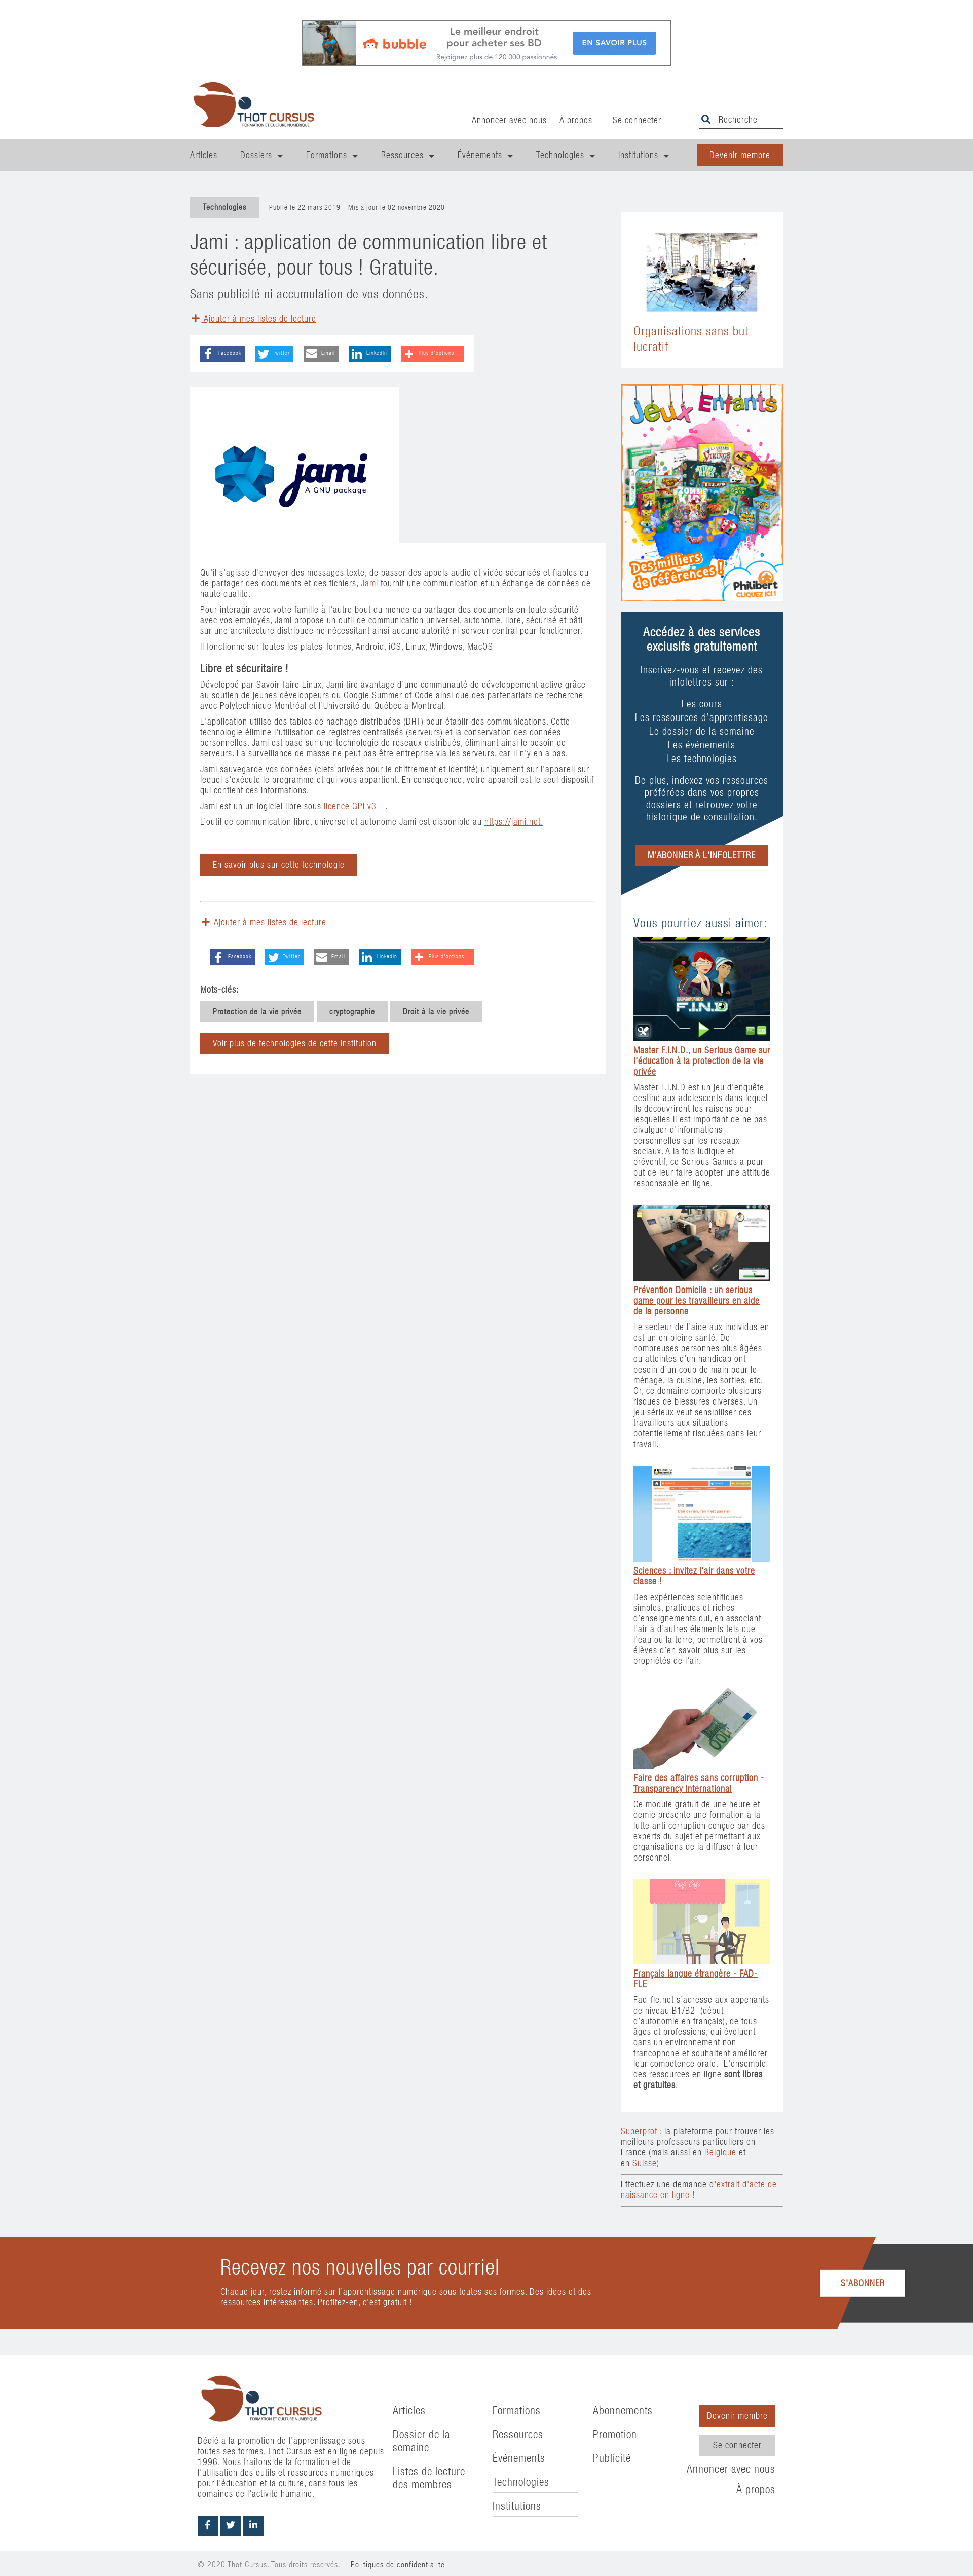 bubble
Le meilleur endroit
pour acheter ses BD
Rejoignez plus de 120 000 passionnés
EN SAVOIR PLUS
THOT CURSUS
FORMATION ET CULTURE NUMÉRIQUE
Annoncer avec nous
À propos
|
Se connecter
Recherche
Articles
Dossiers
Formations
Ressources
Événements
Technologies
Institutions
Devenir membre
Technologies
Publié le 22 mars 2019 Mis à jour le 02 novembre 2020
Jami : application de communication libre et
sécurisée, pour tous ! Gratuite.
Sans publicité ni accumulation de vos données.
Ajouter à mes listes de lecture
Facebook
Twitter
Email
LinkedIn
Plus d'options...
jami
A GNU package
Qu'il s'agisse d'envoyer des messages texte, de passer des appels audio et vidéo sécurisés et fiables ou
de partager des documents et des fichiers, Jami fournit une communication et un échange de données de
haute qualité.
Pour interagir avec votre famille à l'autre bout du monde ou partager des documents en toute sécurité
avec vos employés, Jami propose un outil de communication universel, autonome, libre, sécurisé et bâti
sur une architecture distribuée ne nécessitant ainsi aucune autorité ni serveur central pour fonctionner.
Il fonctionne sur toutes les plates-formes, Android, iOS, Linux, Windows, MacOS
Libre et sécuritaire !
Développé par Savoir-faire Linux, Jami tire avantage d'une communauté de développement active grâce
au soutien de jeunes développeurs du Google Summer of Code ainsi que des partenariats de recherche
avec Polytechnique Montréal et l'Université du Québec à Montréal.
L'application utilise des tables de hachage distribuées (DHT) pour établir des communications. Cette
technologie élimine l'utilisation de registres centralisés (serveurs) et la conservation des données
personnelles. Jami est basé sur une technologie de réseaux distribués, éliminant ainsi le besoin de
serveurs. La surveillance de masse ne peut pas être entreprise via les serveurs, car il n'y en a pas.
Jami sauvegarde vos données (clefs privées pour le chiffrement et identité) uniquement sur l'appareil sur
lequel s'exécute le programme et qui vous appartient. En conséquence, votre appareil est le seul dispositif
qui contient ces informations.
Jami est un un logiciel libre sous licence GPLv3 +.
L'outil de communication libre, universel et autonome Jami est disponible au https://jami.net.
En savoir plus sur cette technologie
Ajouter à mes listes de lecture
Facebook
Twitter
Email
LinkedIn
Plus d'options...
Mots-clés:
Protection de la vie privée
cryptographie
Droit à la vie privée
Voir plus de technologies de cette institution
Organisations sans but
lucratif
Jeux Enfants
Des milliers
de références !
PHILIBERT
CLIQUEZ ICI !
Accédez à des services
exclusifs gratuitement
Inscrivez-vous et recevez des
infolettres sur :
Les cours
Les ressources d'apprentissage
Le dossier de la semaine
Les événements
Les technologies
De plus, indexez vos ressources
préférées dans vos propres
dossiers et retrouvez votre
historique de consultation.
M'ABONNER À L'INFOLETTRE
Vous pourriez aussi aimer:
F.I.N.D
Master F.I.N.D., un Serious Game sur
l'éducation à la protection de la vie
privée
Master F.I.N.D est un jeu d'enquête
destiné aux adolescents dans lequel
ils découvriront les raisons pour
lesquelles il est important de ne pas
divulguer d'informations
personnelles sur les réseaux
sociaux. A la fois ludique et
préventif, ce Serious Games a pour
but de leur faire adopter une attitude
responsable en ligne.
Prévention Domicile : un serious
game pour les travailleurs en aide
de la personne
Le secteur de l'aide aux individus en
est un en pleine santé. De
nombreuses personnes plus âgées
ou atteintes d'un handicap ont
besoin d'un coup de main pour le
ménage, la cuisine, les sorties, etc.
Or, ce domaine comporte plusieurs
risques de blessures diverses. Un
jeu sérieux veut sensibiliser ces
travailleurs aux situations
potentiellement risquées dans leur
travail.
Sciences : invitez l'air dans votre
classe !
Des expériences scientifiques
simples, pratiques et riches
d'enseignements qui, en associant
l'air à d'autres éléments tels que
l'eau ou la terre, permettront à vos
élèves d'en savoir plus sur les
propriétés de l'air.
Faire des affaires sans corruption -
Transparency International
Ce module gratuit de une heure et
demie présente une formation à la
lutte anti corruption conçue par des
experts du sujet et permettant aux
organisations de la diffuser à leur
personnel.
Français langue étrangère - FAD-
FLE
Fad-fle.net s'adresse aux appenants
de niveau B1/B2 (début
d'autonomie en français), de tous
âges et professions, qui évoluent
dans un environnement non
francophone et souhaitent améliorer
leur compétence orale. L'ensemble
des ressources en ligne sont libres
et gratuites.
Superprof : la plateforme pour trouver les
meilleurs professeurs particuliers en
France (mais aussi en Belgique et
en Suisse)
Effectuez une demande d'extrait d'acte de
naissance en ligne !
Recevez nos nouvelles par courriel
Chaque jour, restez informé sur l'apprentissage numérique sous toutes ses formes. Des idées et des
ressources intéressantes. Profitez-en, c'est gratuit !
S'ABONNER
THOT CURSUS
FORMATION ET CULTURE NUMÉRIQUE
Dédié à la promotion de l'apprentissage sous
toutes ses formes, Thot Cursus est en ligne depuis
1996. Nous traitons de la formation et de
l'utilisation des outils et ressources numériques
pour l'éducation et la culture, dans tous les
domaines de l'activité humaine.
Articles
Dossier de la
semaine
Listes de lecture
des membres
Formations
Ressources
Événements
Technologies
Institutions
Abonnements
Promotion
Publicité
Devenir membre
Se connecter
Annoncer avec nous
À propos
© 2020 Thot Cursus. Tous droits réservés.
Politiques de confidentialité